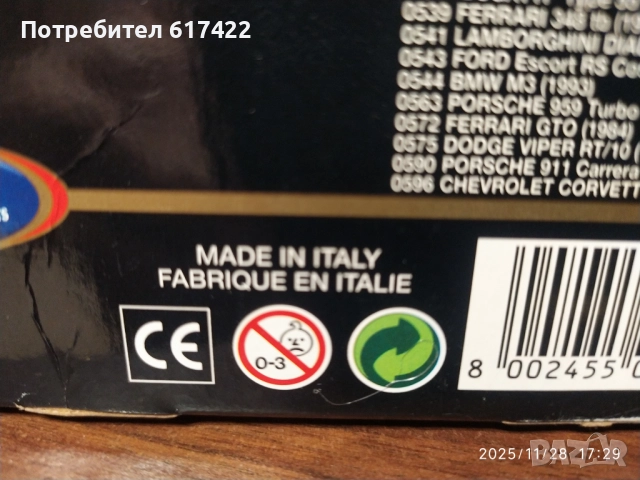 Потребител 617422
0539 FERRARI 348 tb
0541 LAMBORGHINI
0543 FORD Escort RS
0544 BMW M3 (1993)
0563 PORSCHE 959 Turbo
0572 FERRARI GTO (1984)
0575 DODGE VIPER RT/10
0590 PORSCHE 911 Carrera
0596 CHEVROLET
MADE IN ITALY
FABRIQUE EN ITALIE
CE
0-3
8 002455
2025/11/28 17:29
BAZAR